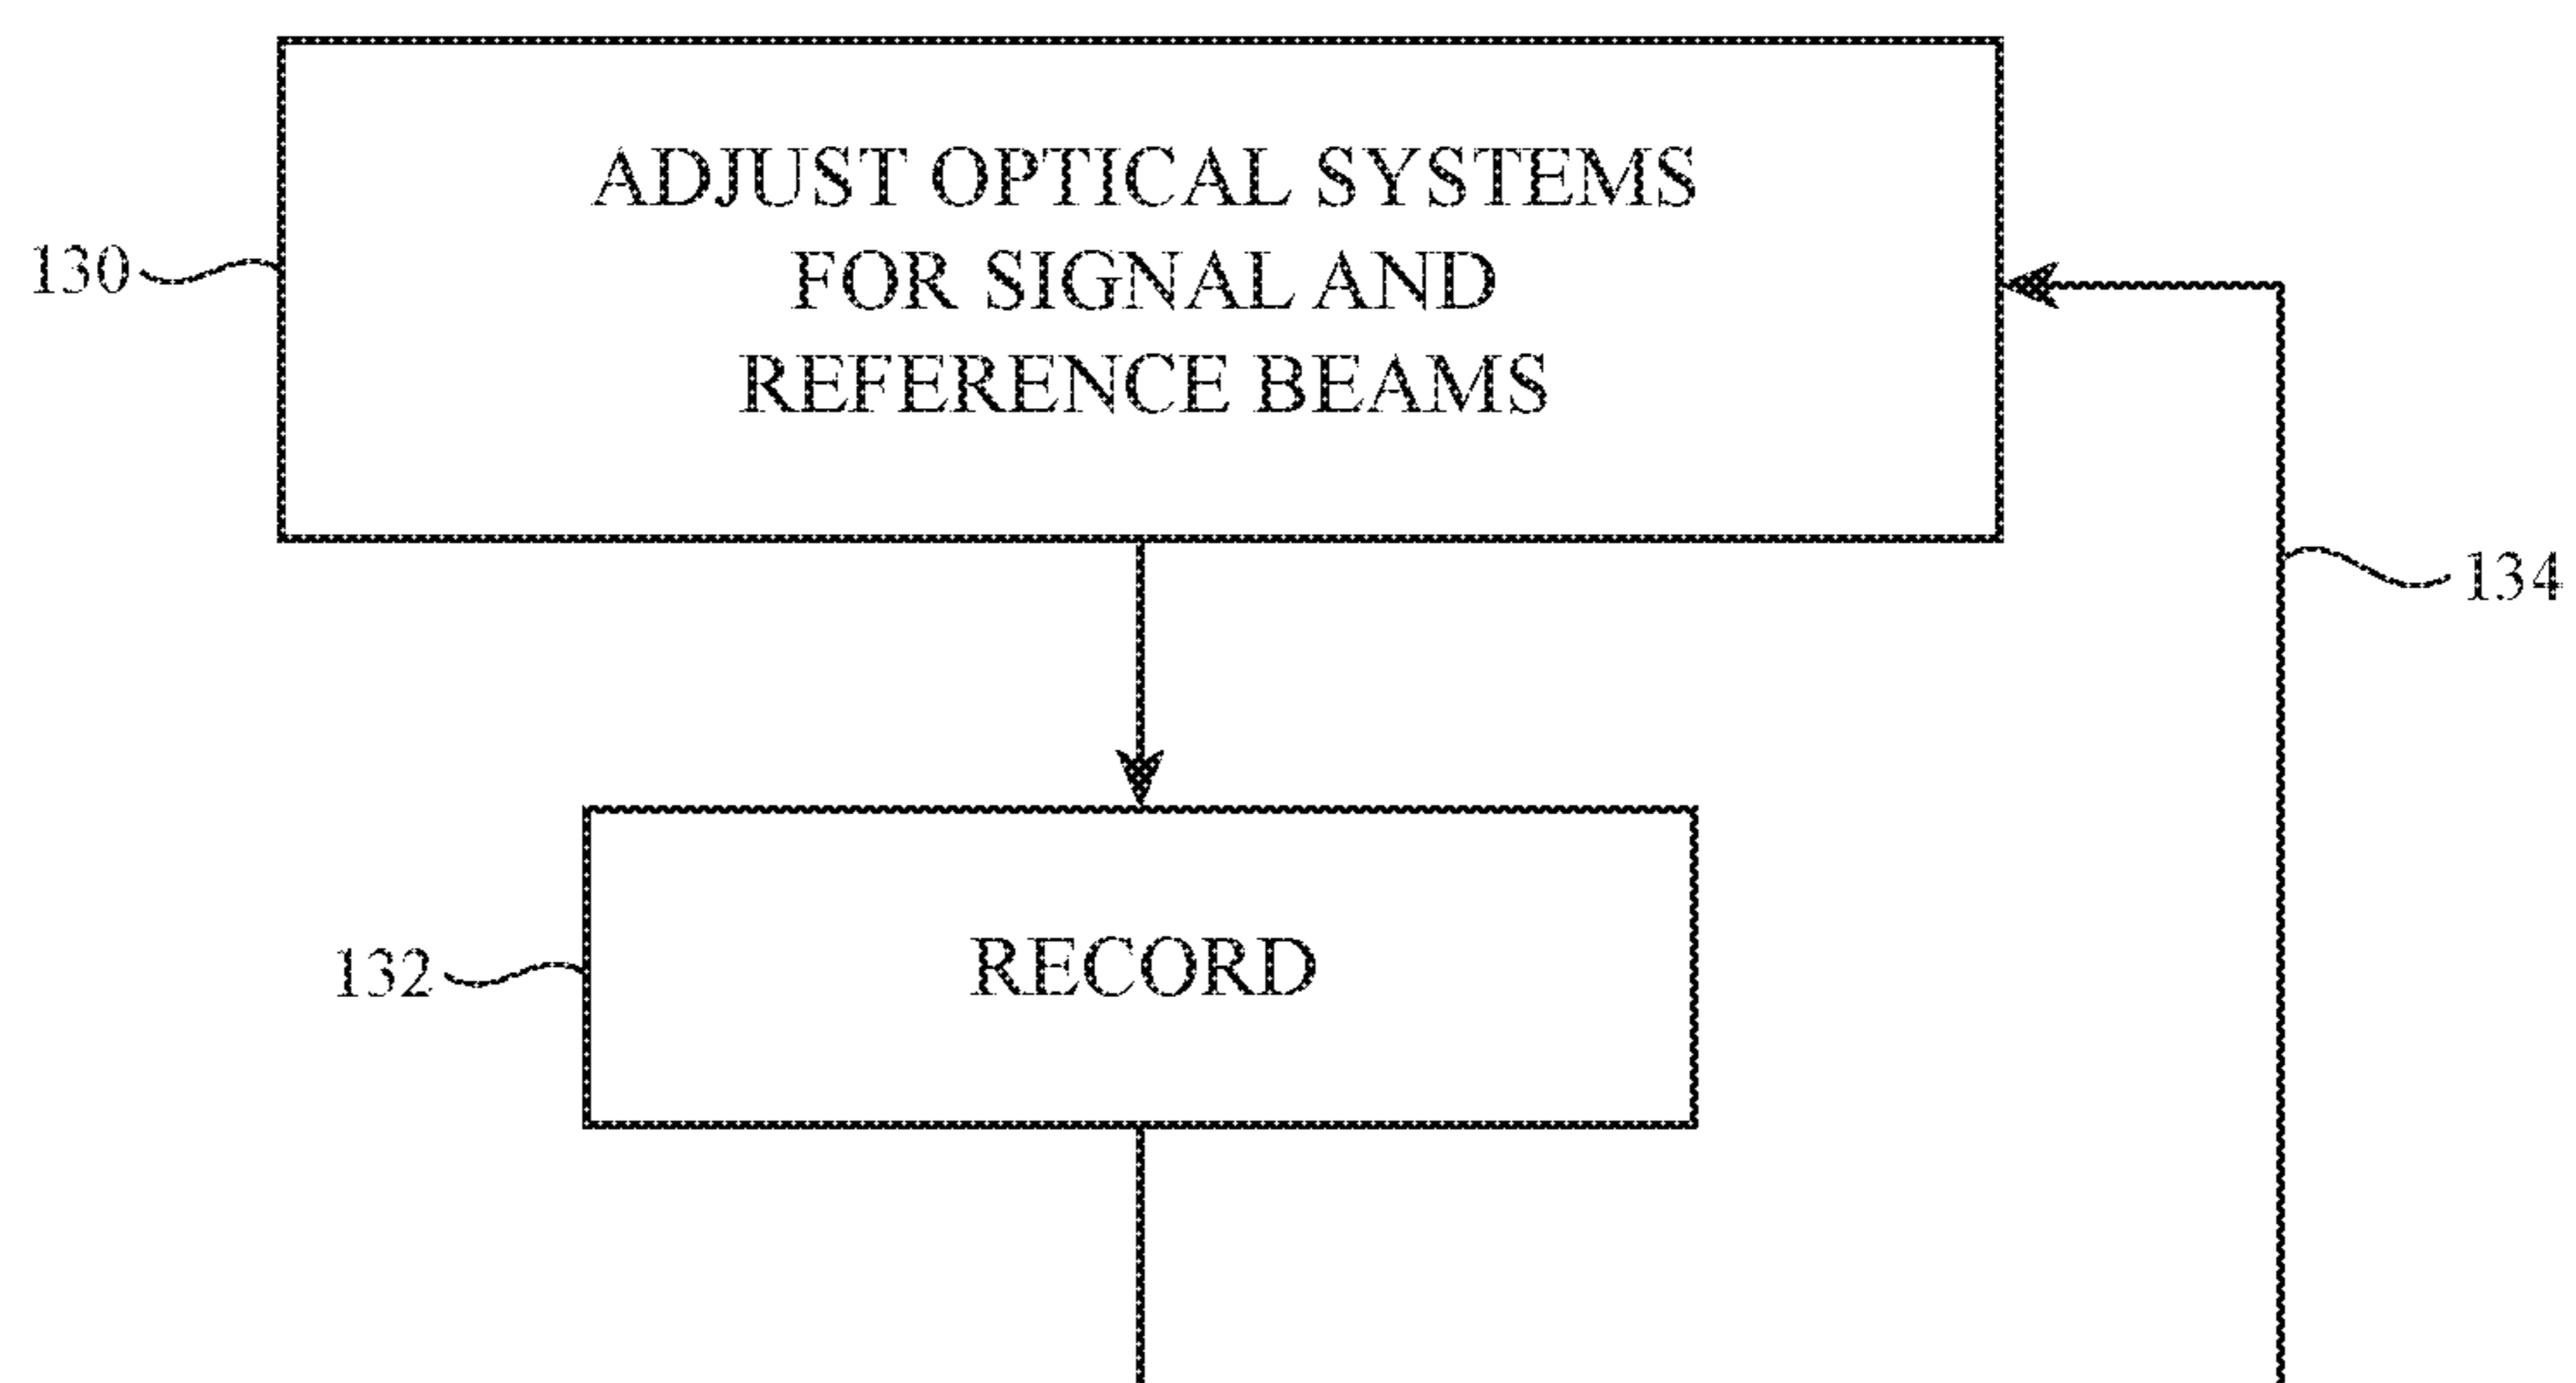 ADJUST OPTICAL SYSTEMS
FOR SIGNAL AND
REFERENCE BEAMS
130
134
RECORD
132